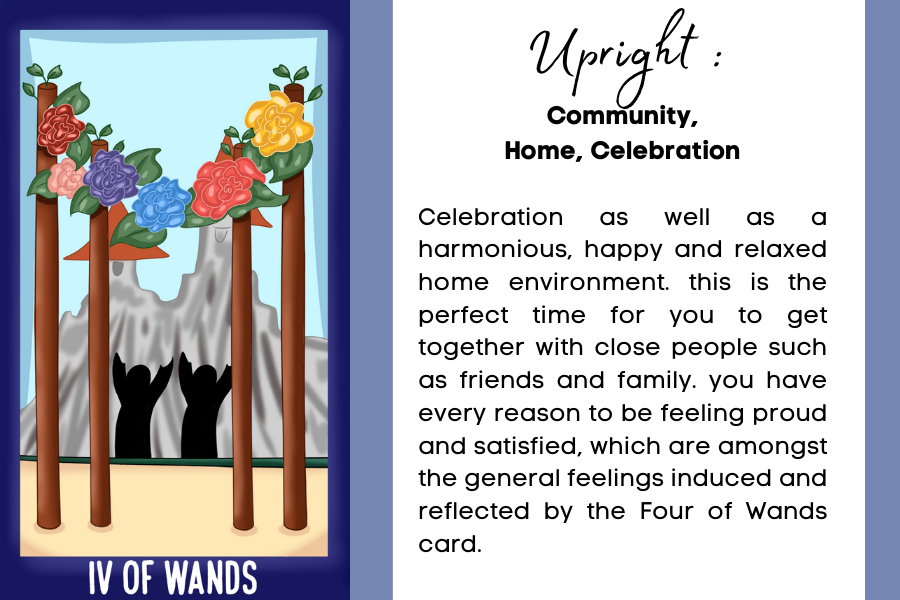 Upright :
Community,
Home, Celebration
Celebration as well as a
harmonious, happy and relaxed
home environment. this is the
perfect time for you to get
together with close people such
as friends and family. you have
every reason to be feeling proud
and satisfied, which are amongst
the general feelings induced and
reflected by the Four of Wands
card.
IV OF WANDS